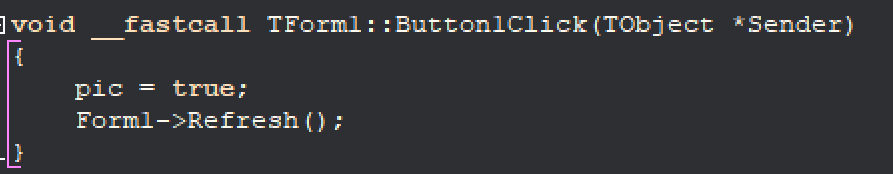 void __fastcall TForm1::Button1Click(TObject *Sender)
{
    pic = true;
    Form1->Refresh();
}